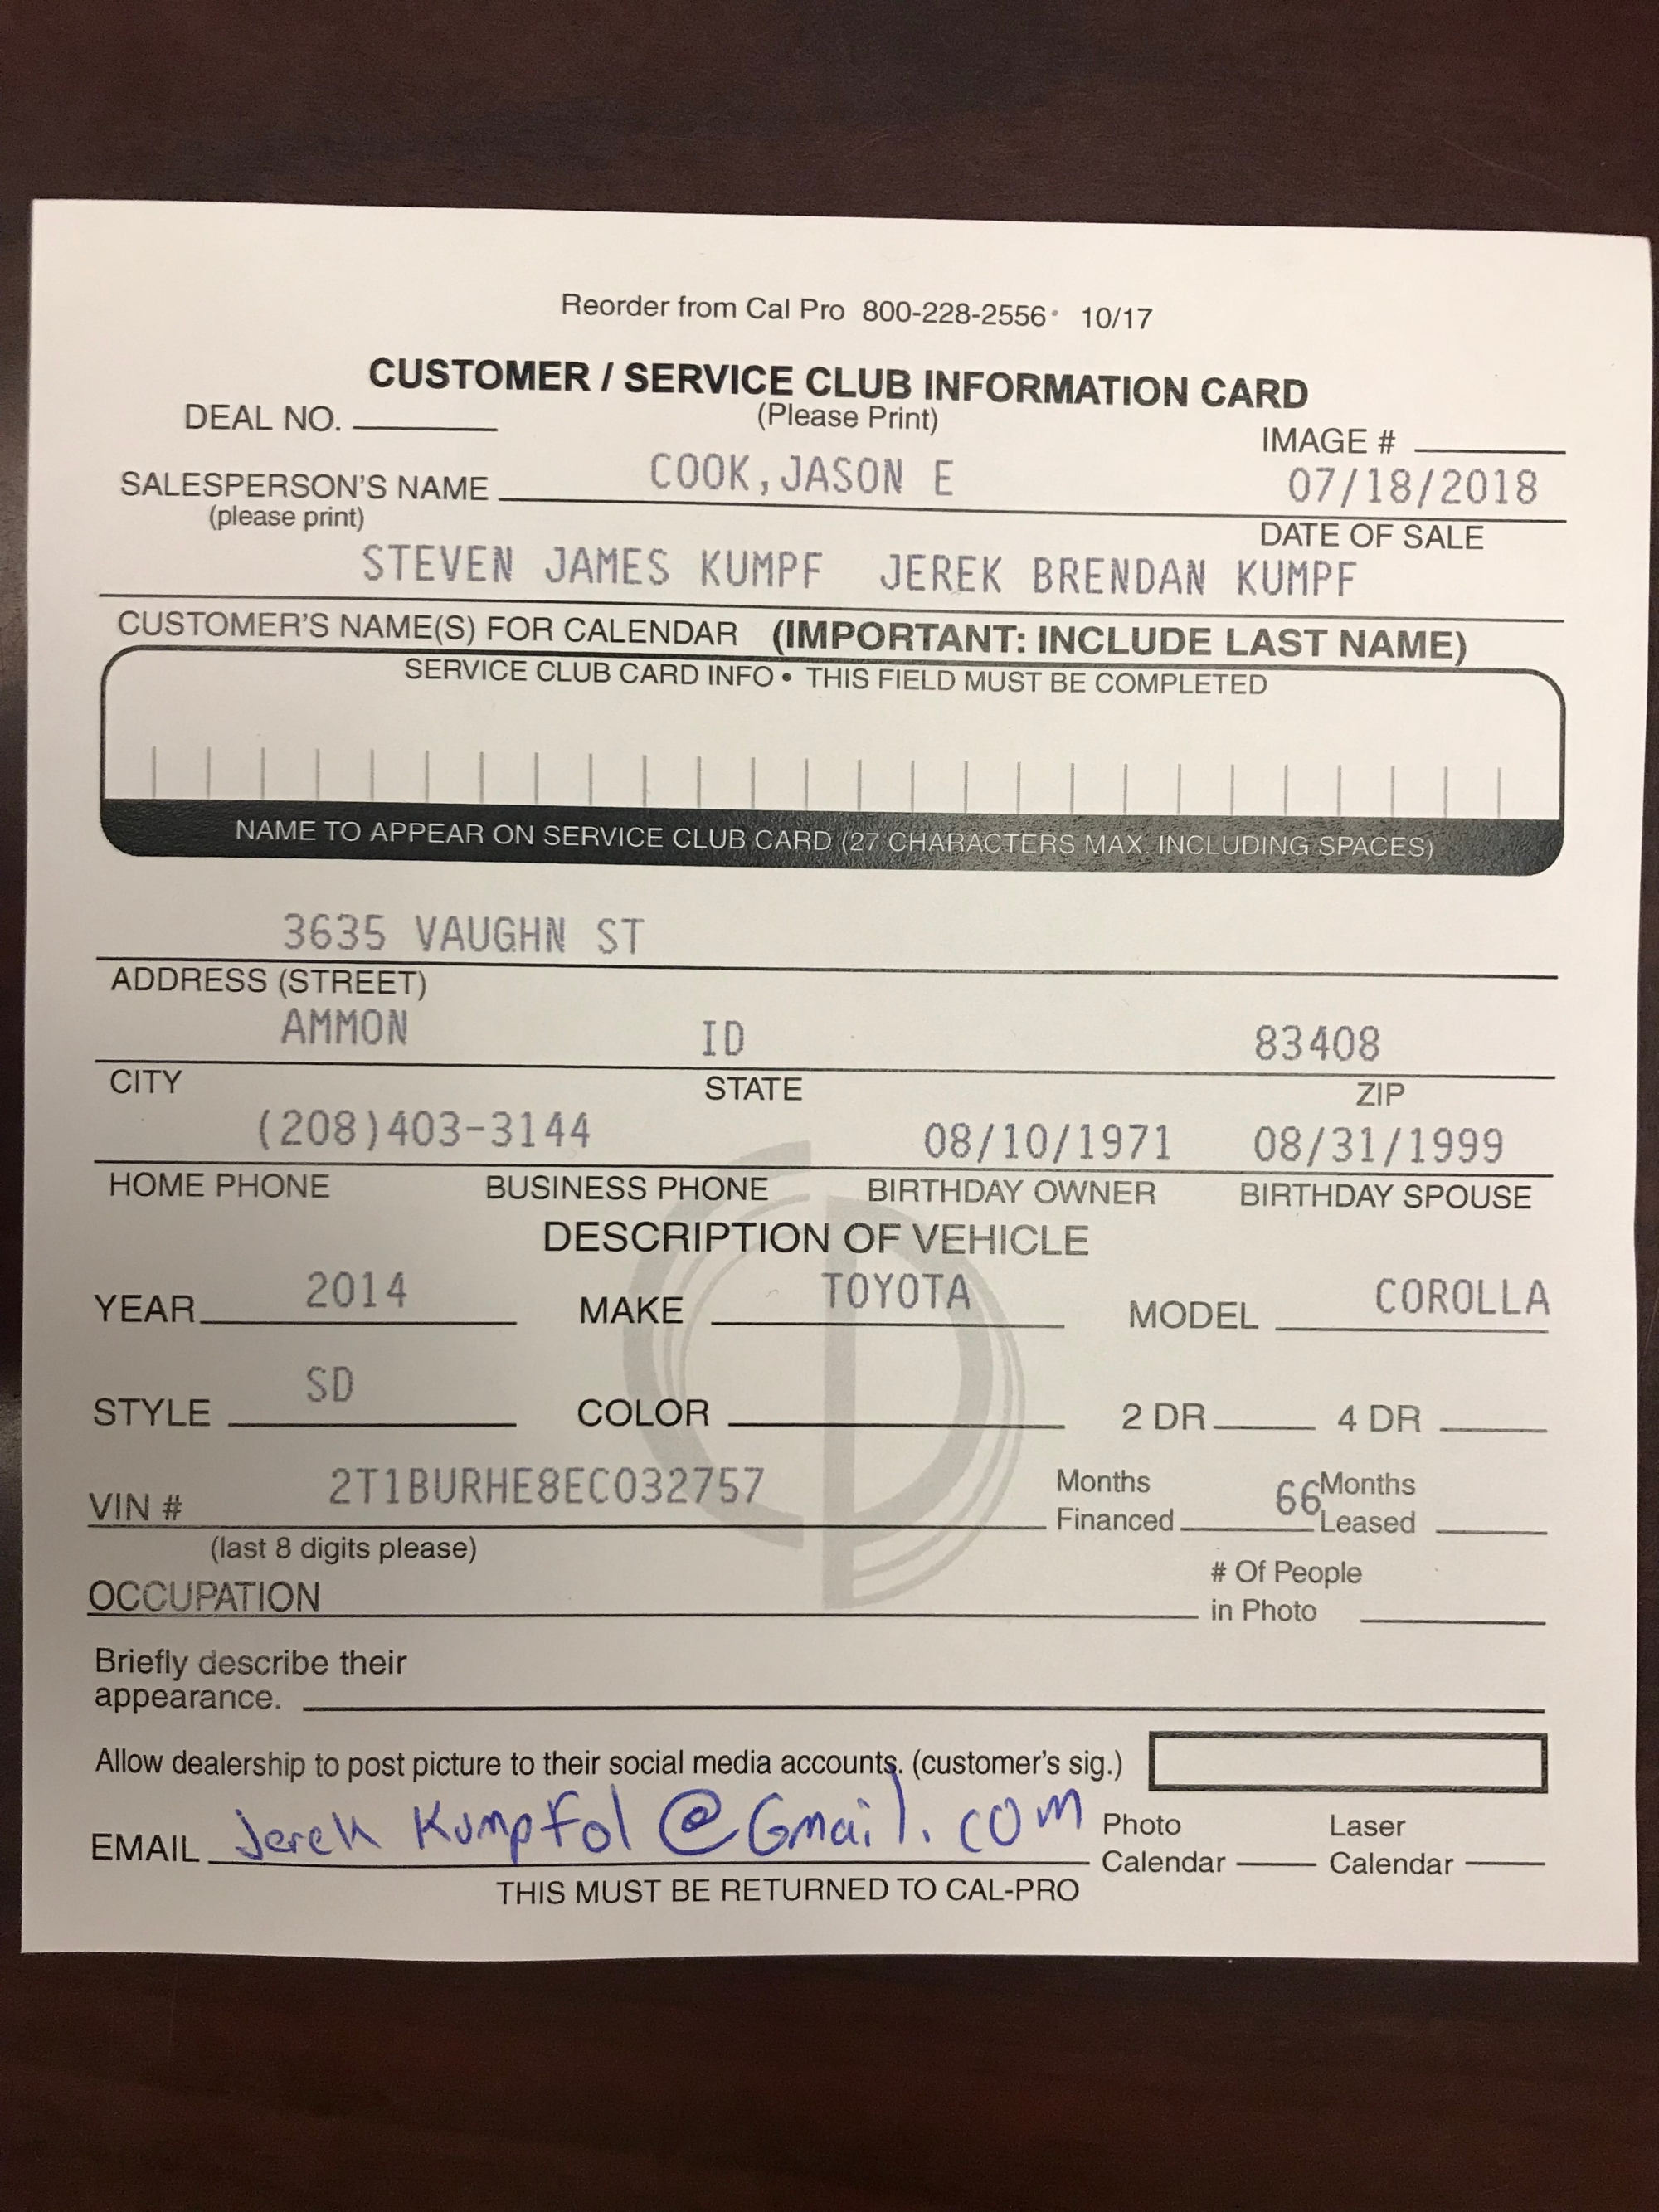 Reorder from Cal Pro 800-228-2556 10/17
CUSTOMER / SERVICE CLUB INFORMATION CARD
DEAL NO. (Please Print) IMAGE #
SALESPERSON'S NAME COOK,JASON E 07/18/2018
(please print) DATE OF SALE
STEVEN JAMES KUMPF JEREK BRENDAN KUMPF
CUSTOMER'S NAME(S) FOR CALENDAR (IMPORTANT: INCLUDE LAST NAME)
SERVICE CLUB CARD INFO • THIS FIELD MUST BE COMPLETED
NAME TO APPEAR ON SERVICE CLUB CARD (27 CHARACTERS MAX. INCLUDING SPACES)
3635 VAUGHN ST
ADDRESS (STREET)
AMMON ID 83408
CITY STATE ZIP
(208)403-3144 08/10/1971 08/31/1999
HOME PHONE BUSINESS PHONE BIRTHDAY OWNER BIRTHDAY SPOUSE
DESCRIPTION OF VEHICLE
YEAR 2014 MAKE TOYOTA MODEL COROLLA
STYLE SD COLOR 2 DR 4 DR
VIN # 2T1BURHE8EC032757 Months Financed 66 Months Leased
(last 8 digits please)
OCCUPATION # Of People in Photo
Briefly describe their
appearance.
Allow dealership to post picture to their social media accounts. (customer's sig.)
EMAIL Jerek Kumpf01@Gmail.com Photo Calendar Laser Calendar
THIS MUST BE RETURNED TO CAL-PRO